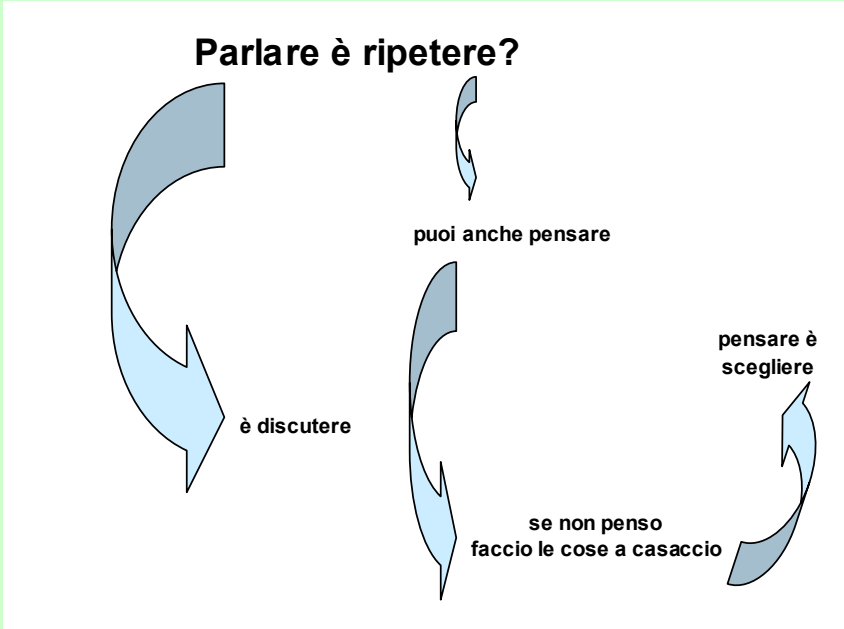 Parlare è ripetere?
puoi anche pensare
pensare è
scegliere
è discutere
se non penso
faccio le cose a casaccio